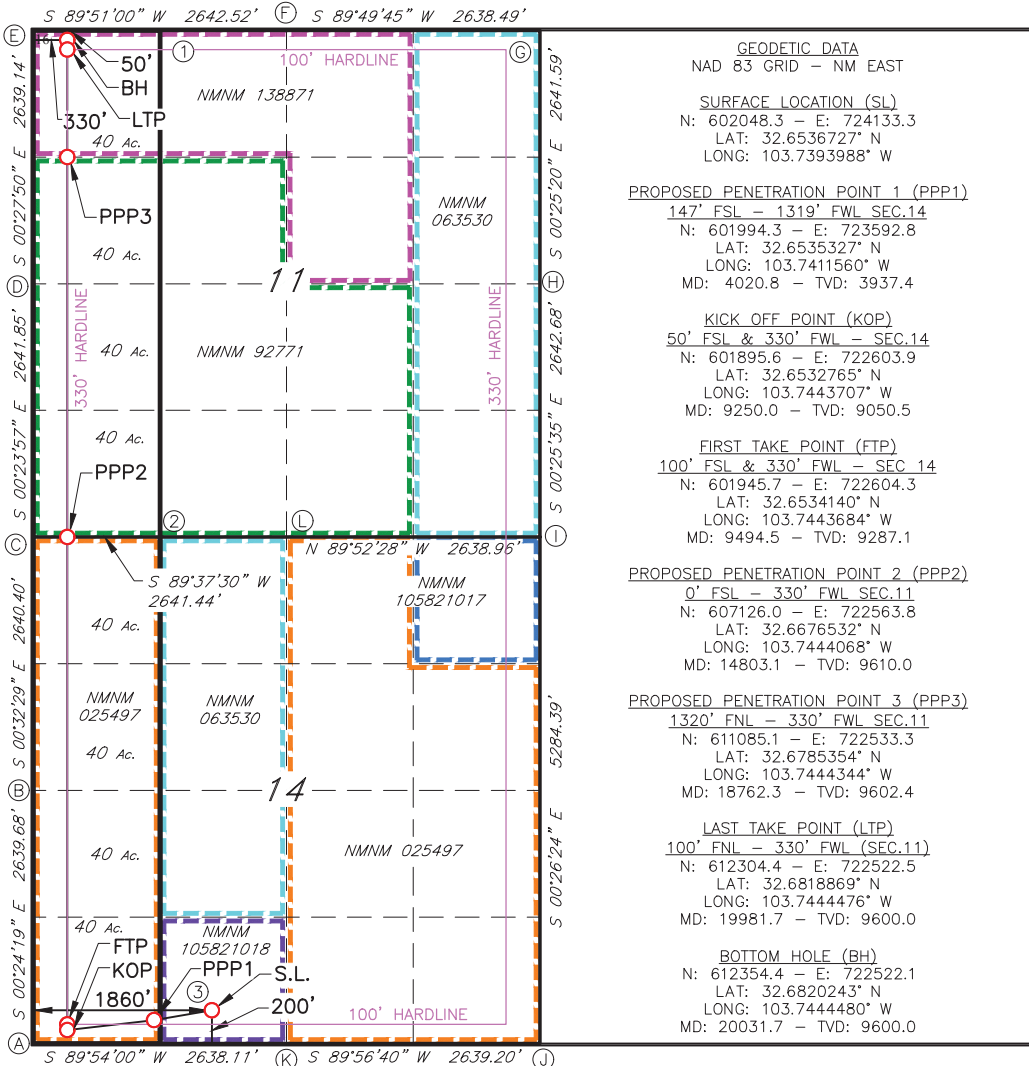 S 89°51'00" W 2642.52'
F
S 89°49'45" W 2638.49'
E
1
G
50'
BH
LTP
330'
100' HARDLINE
NMNM 138871
40 Ac.
2639.14'
S 00°27'50" E
2641.59'
S 00°25'20" E
PPP3
NMNM
063530
40 Ac.
D
11
H
330' HARDLINE
40 Ac.
NMNM 92771
330' HARDLINE
2641.85'
S 00°23'57" E
2642.68'
S 00°25'35" E
40 Ac.
PPP2
2
L
C
I
N 89°52'28" W 2638.96'
S 89°37'30" W
2641.44'
NMNM
105821017
40 Ac.
2640.40'
S 00°32'29" E
NMNM
025497
NMNM
063530
40 Ac.
5284.39'
S 00°26'24" E
B
14
40 Ac.
NMNM 025497
2639.68'
S 00°24'19" E
40 Ac.
NMNM
105821018
FTP
KOP
PPP1
S.L.
1860'
3
200'
100' HARDLINE
A
S 89°54'00" W 2638.11'
K
S 89°56'40" W 2639.20'
J
GEODETIC DATA
NAD 83 GRID – NM EAST
SURFACE LOCATION (SL)
N: 602048.3 – E: 724133.3
LAT: 32.6536727° N
LONG: 103.7393988° W
PROPOSED PENETRATION POINT 1 (PPP1)
147' FSL – 1319' FWL SEC.14
N: 601994.3 – E: 723592.8
LAT: 32.6535327° N
LONG: 103.7411560° W
MD: 4020.8 – TVD: 3937.4
KICK OFF POINT (KOP)
50' FSL & 330' FWL – SEC.14
N: 601895.6 – E: 722603.9
LAT: 32.6532765° N
LONG: 103.7443707° W
MD: 9250.0 – TVD: 9050.5
FIRST TAKE POINT (FTP)
100' FSL & 330' FWL – SEC 14
N: 601945.7 – E: 722604.3
LAT: 32.6534140° N
LONG: 103.7443684° W
MD: 9494.5 – TVD: 9287.1
PROPOSED PENETRATION POINT 2 (PPP2)
0' FSL – 330' FWL SEC.11
N: 607126.0 – E: 722563.8
LAT: 32.6676532° N
LONG: 103.7444068° W
MD: 14803.1 – TVD: 9610.0
PROPOSED PENETRATION POINT 3 (PPP3)
1320' FNL – 330' FWL SEC.11
N: 611085.1 – E: 722533.3
LAT: 32.6785354° N
LONG: 103.7444344° W
MD: 18762.3 – TVD: 9602.4
LAST TAKE POINT (LTP)
100' FNL – 330' FWL (SEC.11)
N: 612304.4 – E: 722522.5
LAT: 32.6818869° N
LONG: 103.7444476° W
MD: 19981.7 – TVD: 9600.0
BOTTOM HOLE (BH)
N: 612354.4 – E: 722522.1
LAT: 32.6820243° N
LONG: 103.7444480° W
MD: 20031.7 – TVD: 9600.0